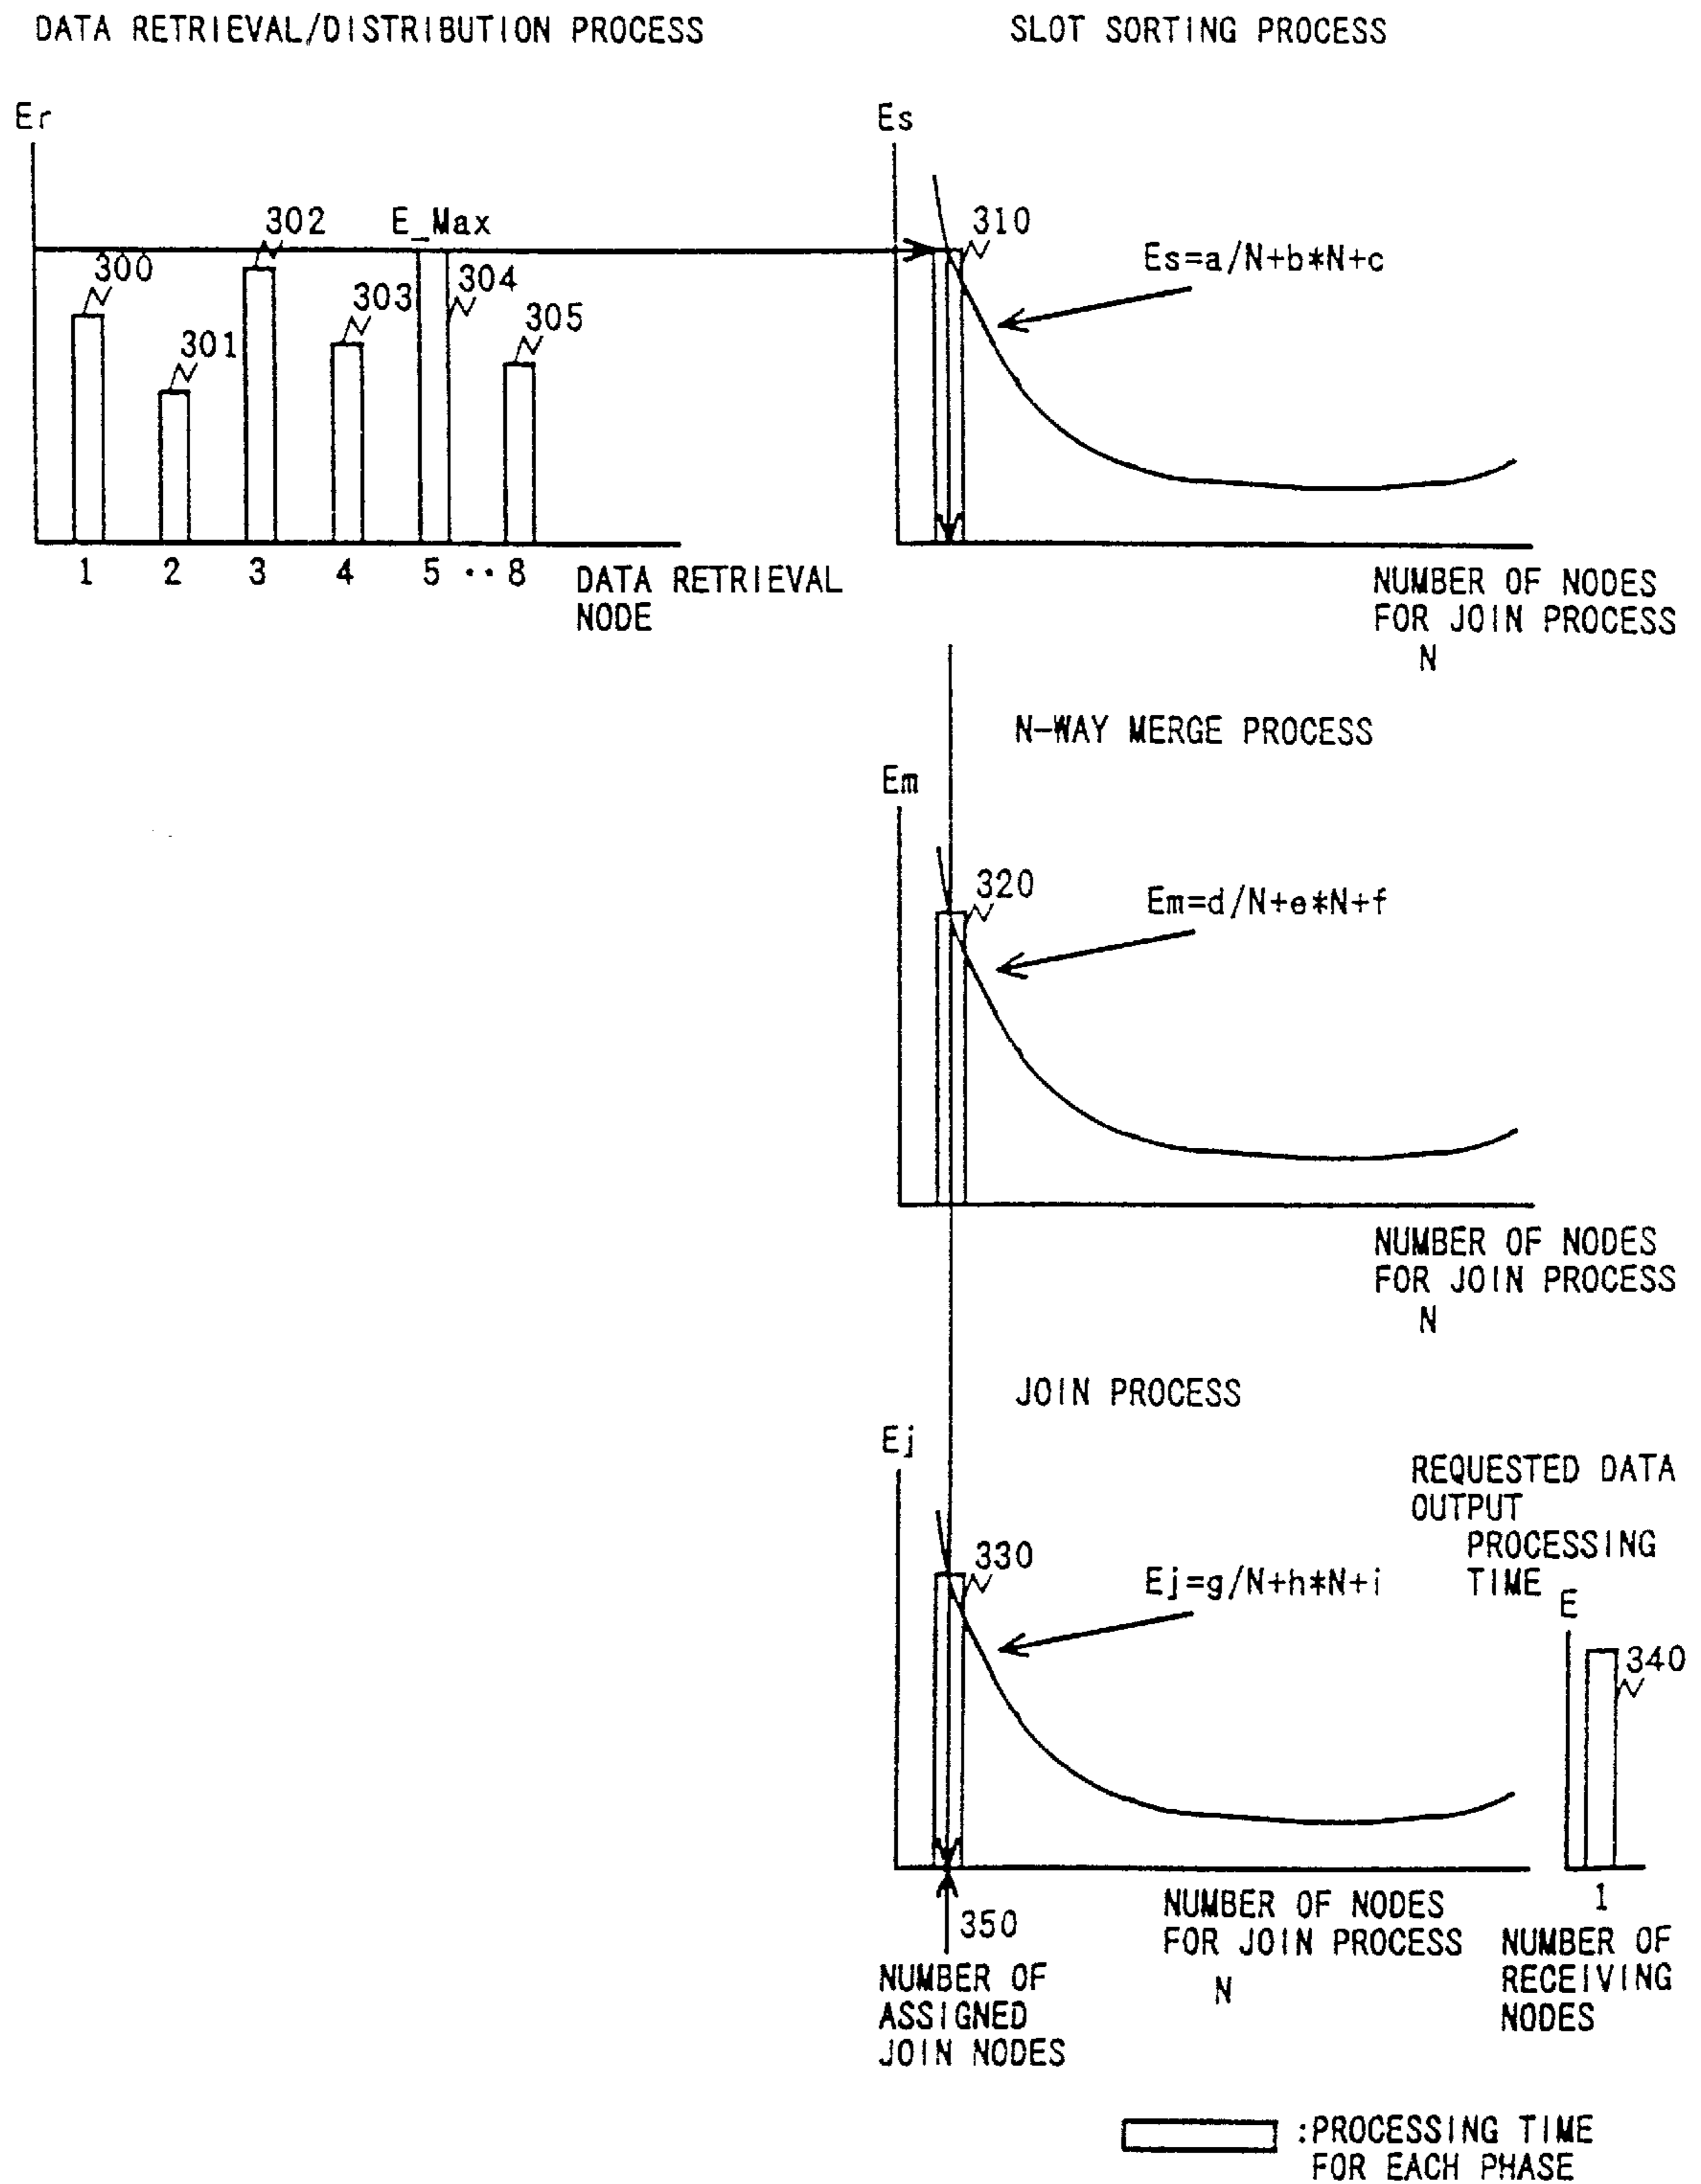 DATA RETRIEVAL/DISTRIBUTION PROCESS
SLOT SORTING PROCESS
Er
Es
302
E_Max
310
300
Es=a/N+b*N+c
304
303
305
301
1 2 3 4 5 ·· 8
DATA RETRIEVAL
NODE
NUMBER OF NODES
FOR JOIN PROCESS
N
N-WAY MERGE PROCESS
Em
320
Em=d/N+e*N+f
NUMBER OF NODES
FOR JOIN PROCESS
N
JOIN PROCESS
Ej
REQUESTED DATA
OUTPUT
PROCESSING
TIME
330
Ej=g/N+h*N+i
E
340
1
350
NUMBER OF NODES
FOR JOIN PROCESS
N
NUMBER OF
RECEIVING
NODES
NUMBER OF
ASSIGNED
JOIN NODES
:PROCESSING TIME
FOR EACH PHASE